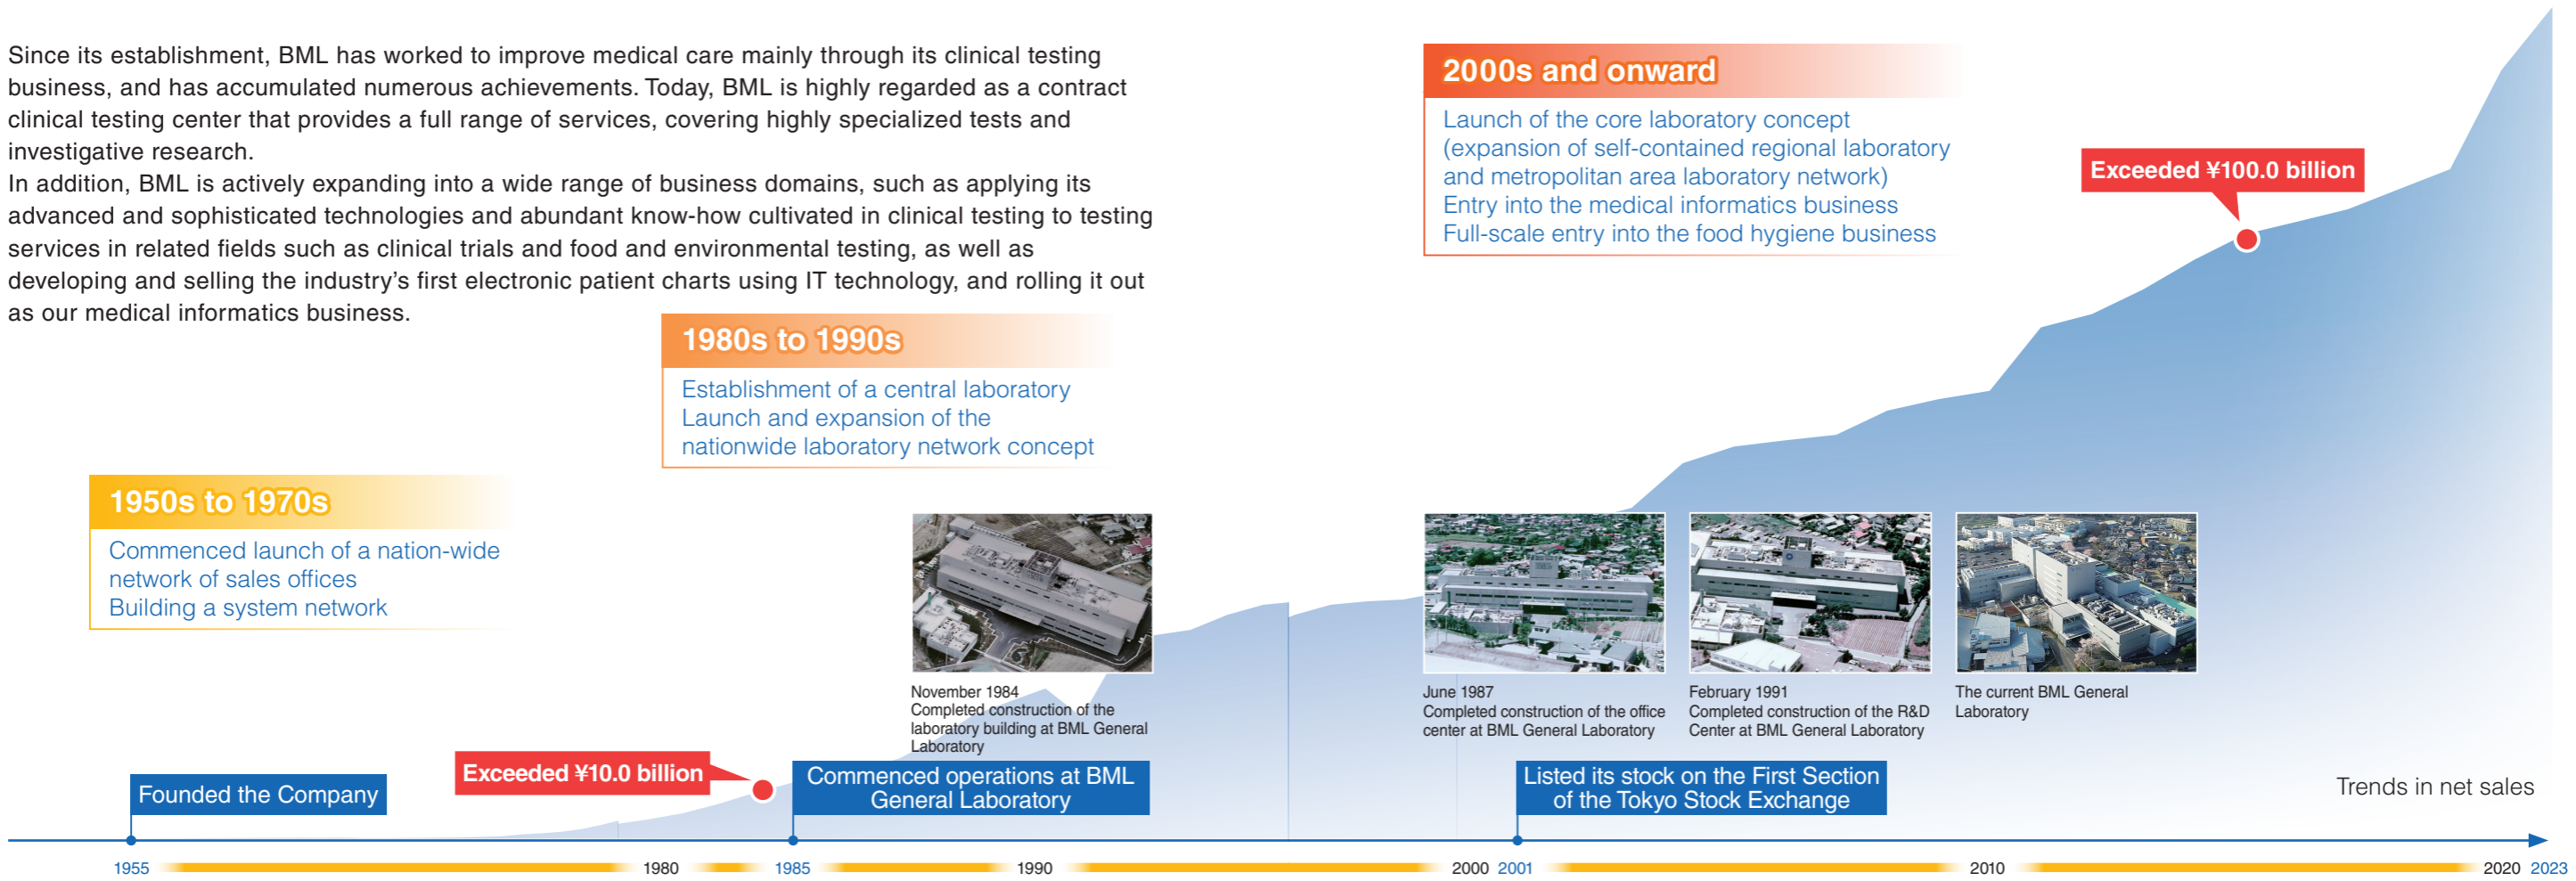 Since its establishment, BML has worked to improve medical care mainly through its clinical testing
business, and has accumulated numerous achievements. Today, BML is highly regarded as a contract
clinical testing center that provides a full range of services, covering highly specialized tests and
investigative research.
In addition, BML is actively expanding into a wide range of business domains, such as applying its
advanced and sophisticated technologies and abundant know-how cultivated in clinical testing to testing
services in related fields such as clinical trials and food and environmental testing, as well as
developing and selling the industry's first electronic patient charts using IT technology, and rolling it out
as our medical informatics business.
1950s to 1970s
Commenced launch of a nation-wide
network of sales offices
Building a system network
1980s to 1990s
Establishment of a central laboratory
Launch and expansion of the
nationwide laboratory network concept
2000s and onward
Launch of the core laboratory concept
(expansion of self-contained regional laboratory
and metropolitan area laboratory network)
Entry into the medical informatics business
Full-scale entry into the food hygiene business
Exceeded ¥100.0 billion
November 1984
Completed construction of the
laboratory building at BML General
Laboratory
June 1987
Completed construction of the office
center at BML General Laboratory
February 1991
Completed construction of the R&D
Center at BML General Laboratory
The current BML General
Laboratory
Founded the Company
Exceeded ¥10.0 billion
Commenced operations at BML
General Laboratory
Listed its stock on the First Section
of the Tokyo Stock Exchange
Trends in net sales
1955
1980
1985
1990
2000
2001
2010
2020
2023